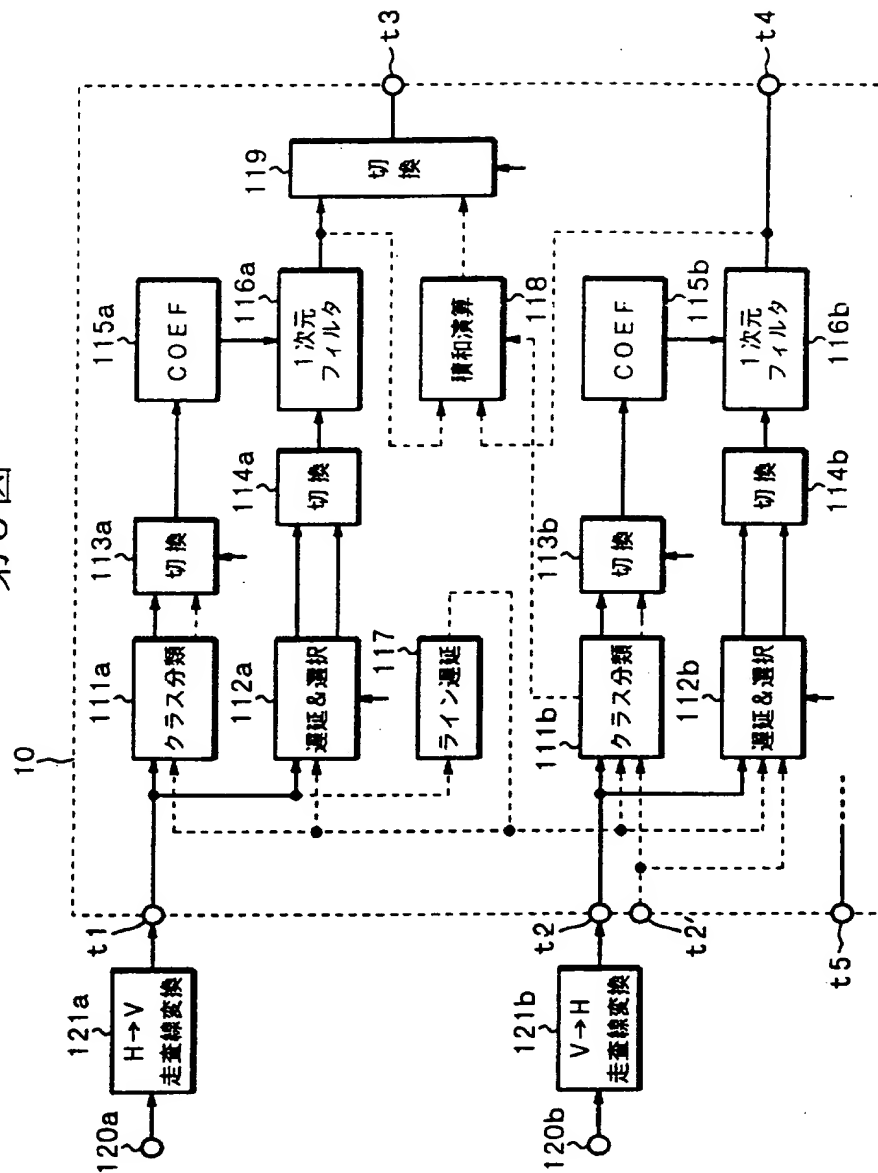 第 図
10
111a
クラス分類
113a
切換
115a
COEF
t1
121a
H→V
走査線変換
120a
112a
遅延&選択
114a
切換
116a
1次元
フィルタ
119
切換
t3
117
ライン遅延
118
積和演算
111b
クラス分類
113b
切換
115b
COEF
t2
t2'
121b
V→H
走査線変換
120b
112b
遅延&選択
114b
切換
116b
1次元
フィルタ
t4
t5